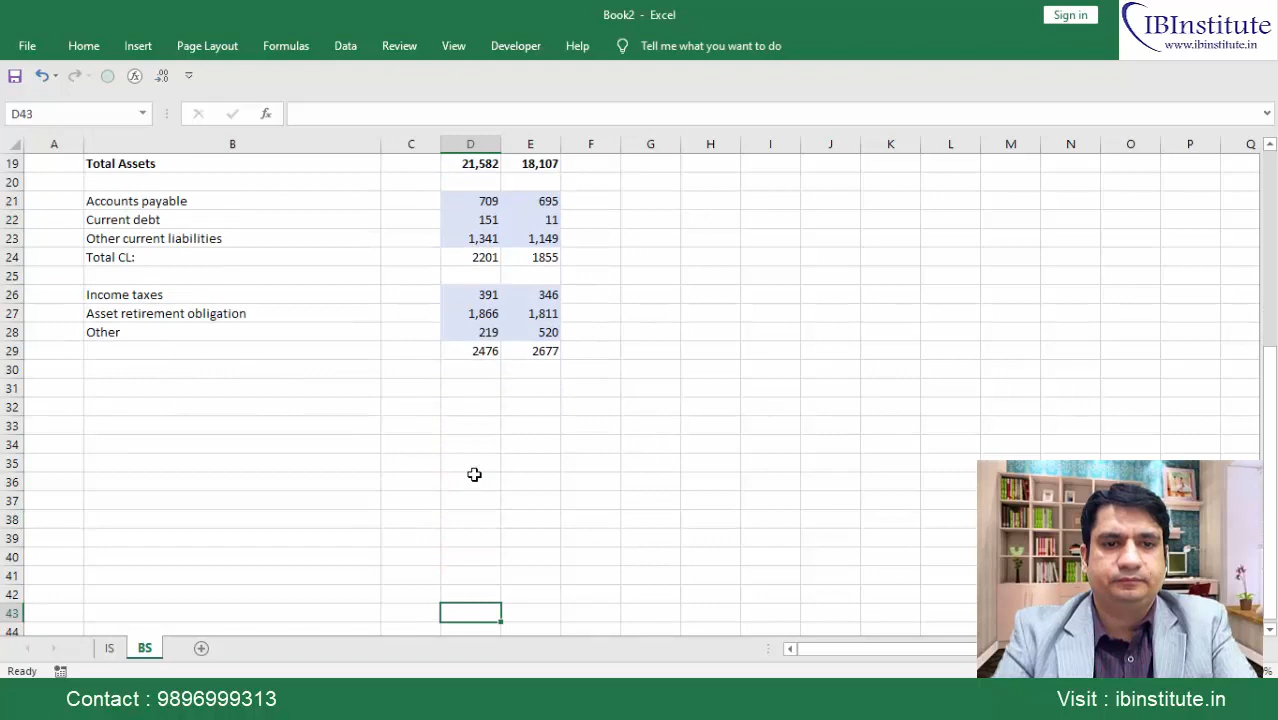 Book2 - Excel
Sign in
IBInstitute
www.ibinstitute.in
File Home Insert Page Layout Formulas Data Review View Developer Help Tell me what you want to do
D43
fx
A B C D E F G H I J K L M N O P Q
19 Total Assets 21,582 18,107
20
21 Accounts payable 709 695
22 Current debt 151 11
23 Other current liabilities 1,341 1,149
24 Total CL: 2201 1855
25
26 Income taxes 391 346
27 Asset retirement obligation 1,866 1,811
28 Other 219 520
29 2476 2677
30
31
32
33
34
35
36
37
38
39
40
41
42
43
44
IS BS
Ready
Contact : 9896999313
Visit : ibinstitute.in